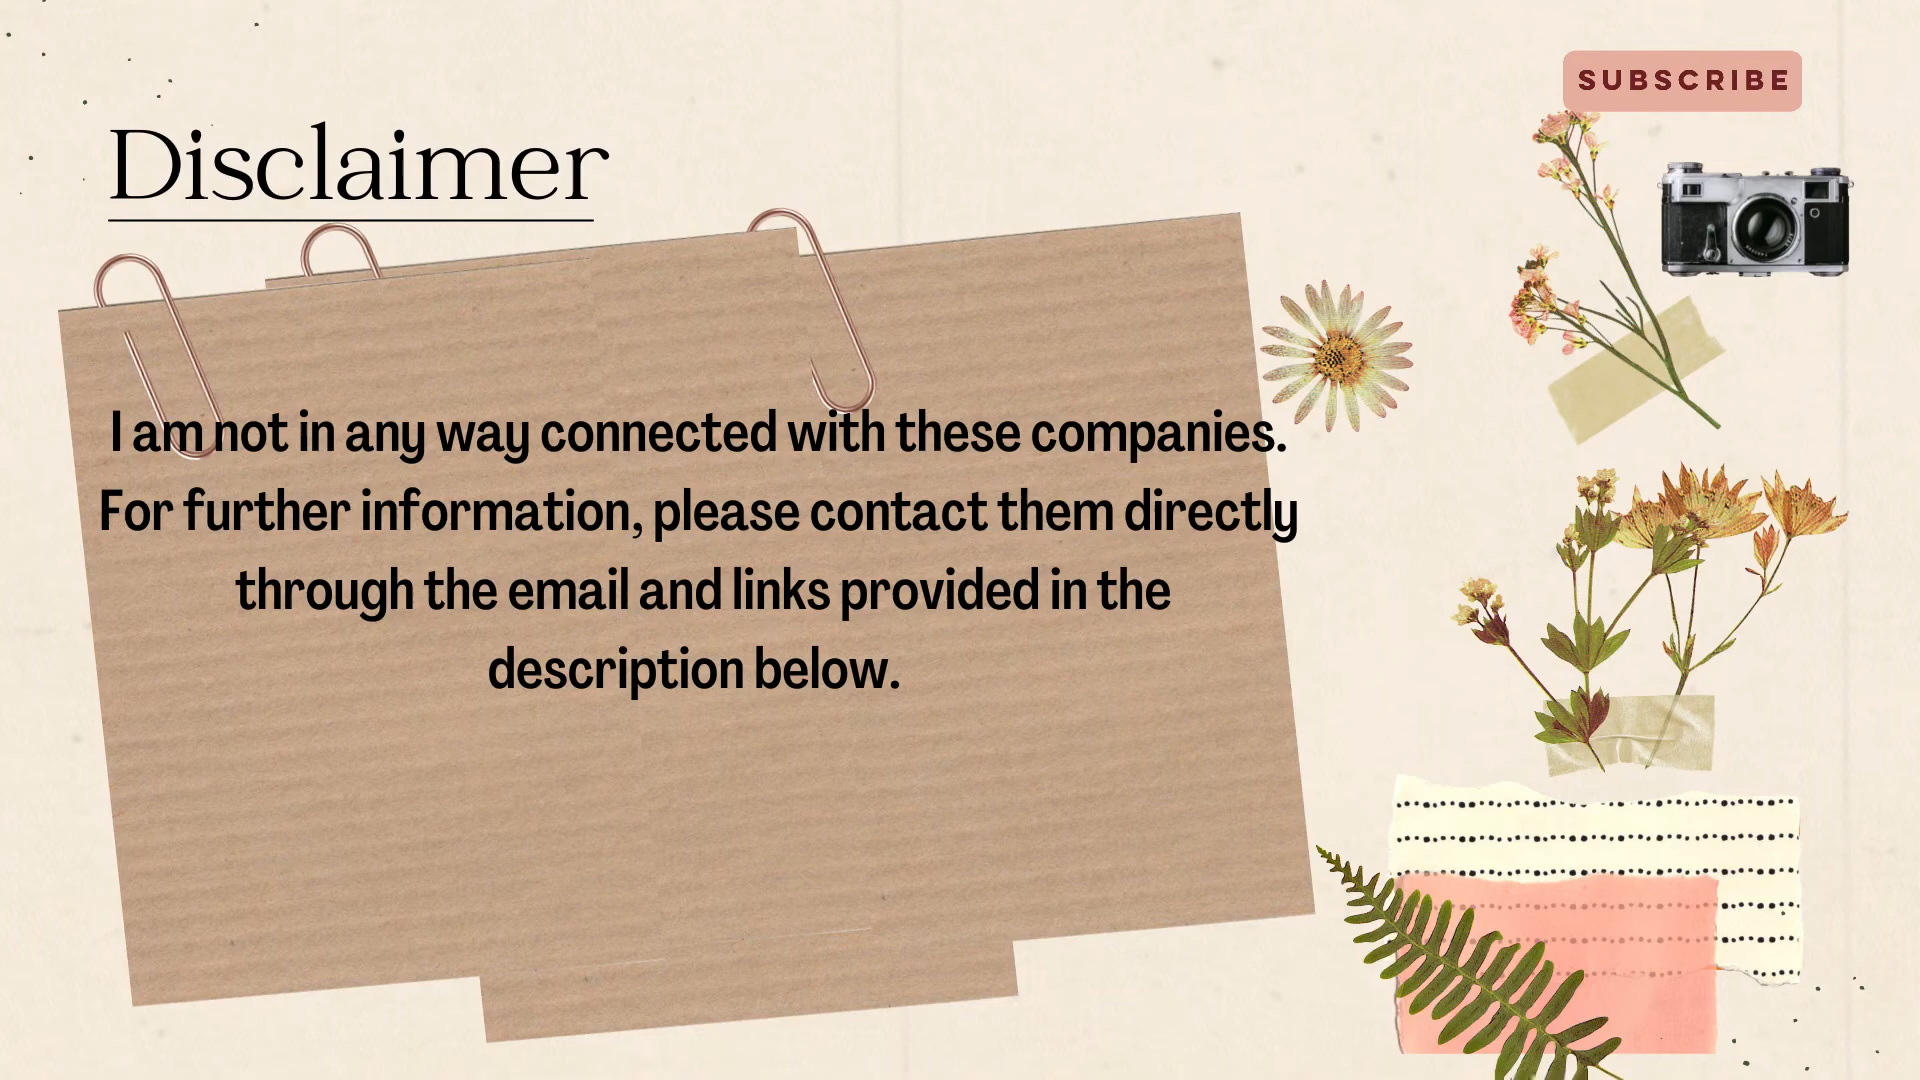 SUBSCRIBE
Disclaimer
I am not in any way connected with these companies.
For further information, please contact them directly
through the email and links provided in the
description below.